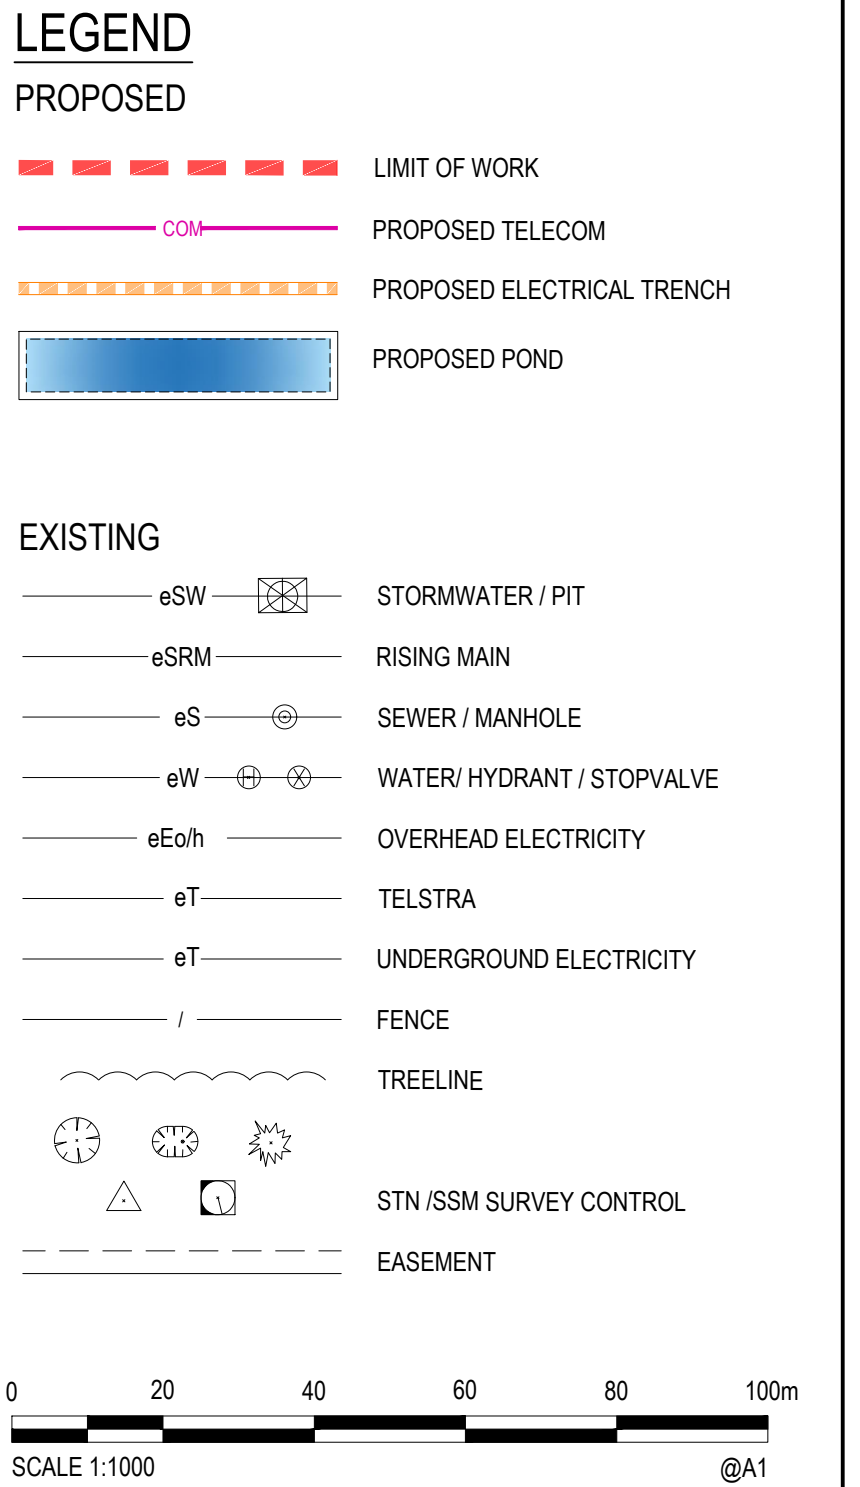 LEGEND
PROPOSED
LIMIT OF WORK
COM PROPOSED TELECOM
PROPOSED ELECTRICAL TRENCH
PROPOSED POND
EXISTING
eSW STORMWATER / PIT
eSRM RISING MAIN
eS SEWER / MANHOLE
eW H WATER/ HYDRANT / STOPVALVE
eEo/h OVERHEAD ELECTRICITY
eT TELSTRA
eT UNDERGROUND ELECTRICITY
/ FENCE
TREELINE
STN /SSM SURVEY CONTROL
EASEMENT
0 20 40 60 80 100m
SCALE 1:1000 @A1